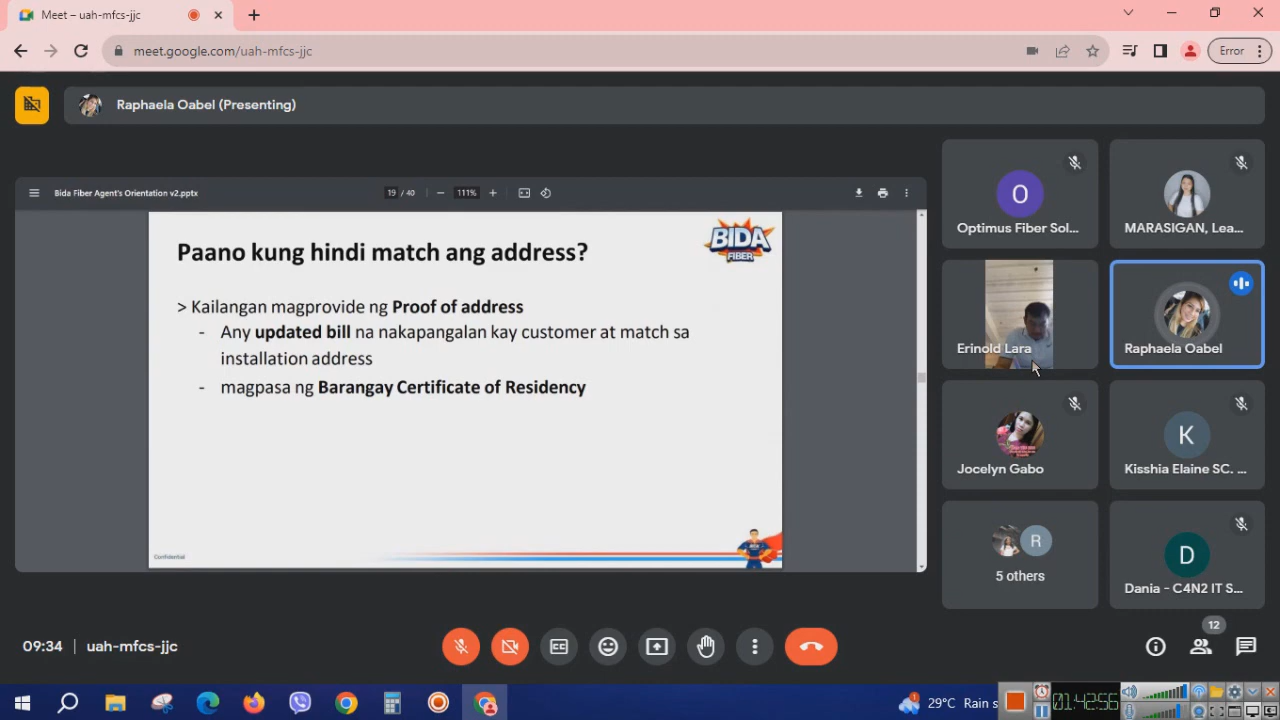 Meet – uah-mfcs-jjc
meet.google.com/uah-mfcs-jjc
Error
Raphaela Oabel (Presenting)
Bida Fiber Agent's Orientation v2.pptx
19 / 40
111%
Paano kung hindi match ang address?
BIDA
FIBER
> Kailangan magprovide ng Proof of address
- Any updated bill na nakapangalan kay customer at match sa
installation address
- magpasa ng Barangay Certificate of Residency
Confidential
O
Optimus Fiber Sol...
MARASIGAN, Lea...
Erinold Lara
Raphaela Oabel
Jocelyn Gabo
K
Kisshia Elaine SC. ...
R
5 others
D
Dania - C4N2 IT S...
09:34
uah-mfcs-jjc
12
29°C Rain s
01:42:56